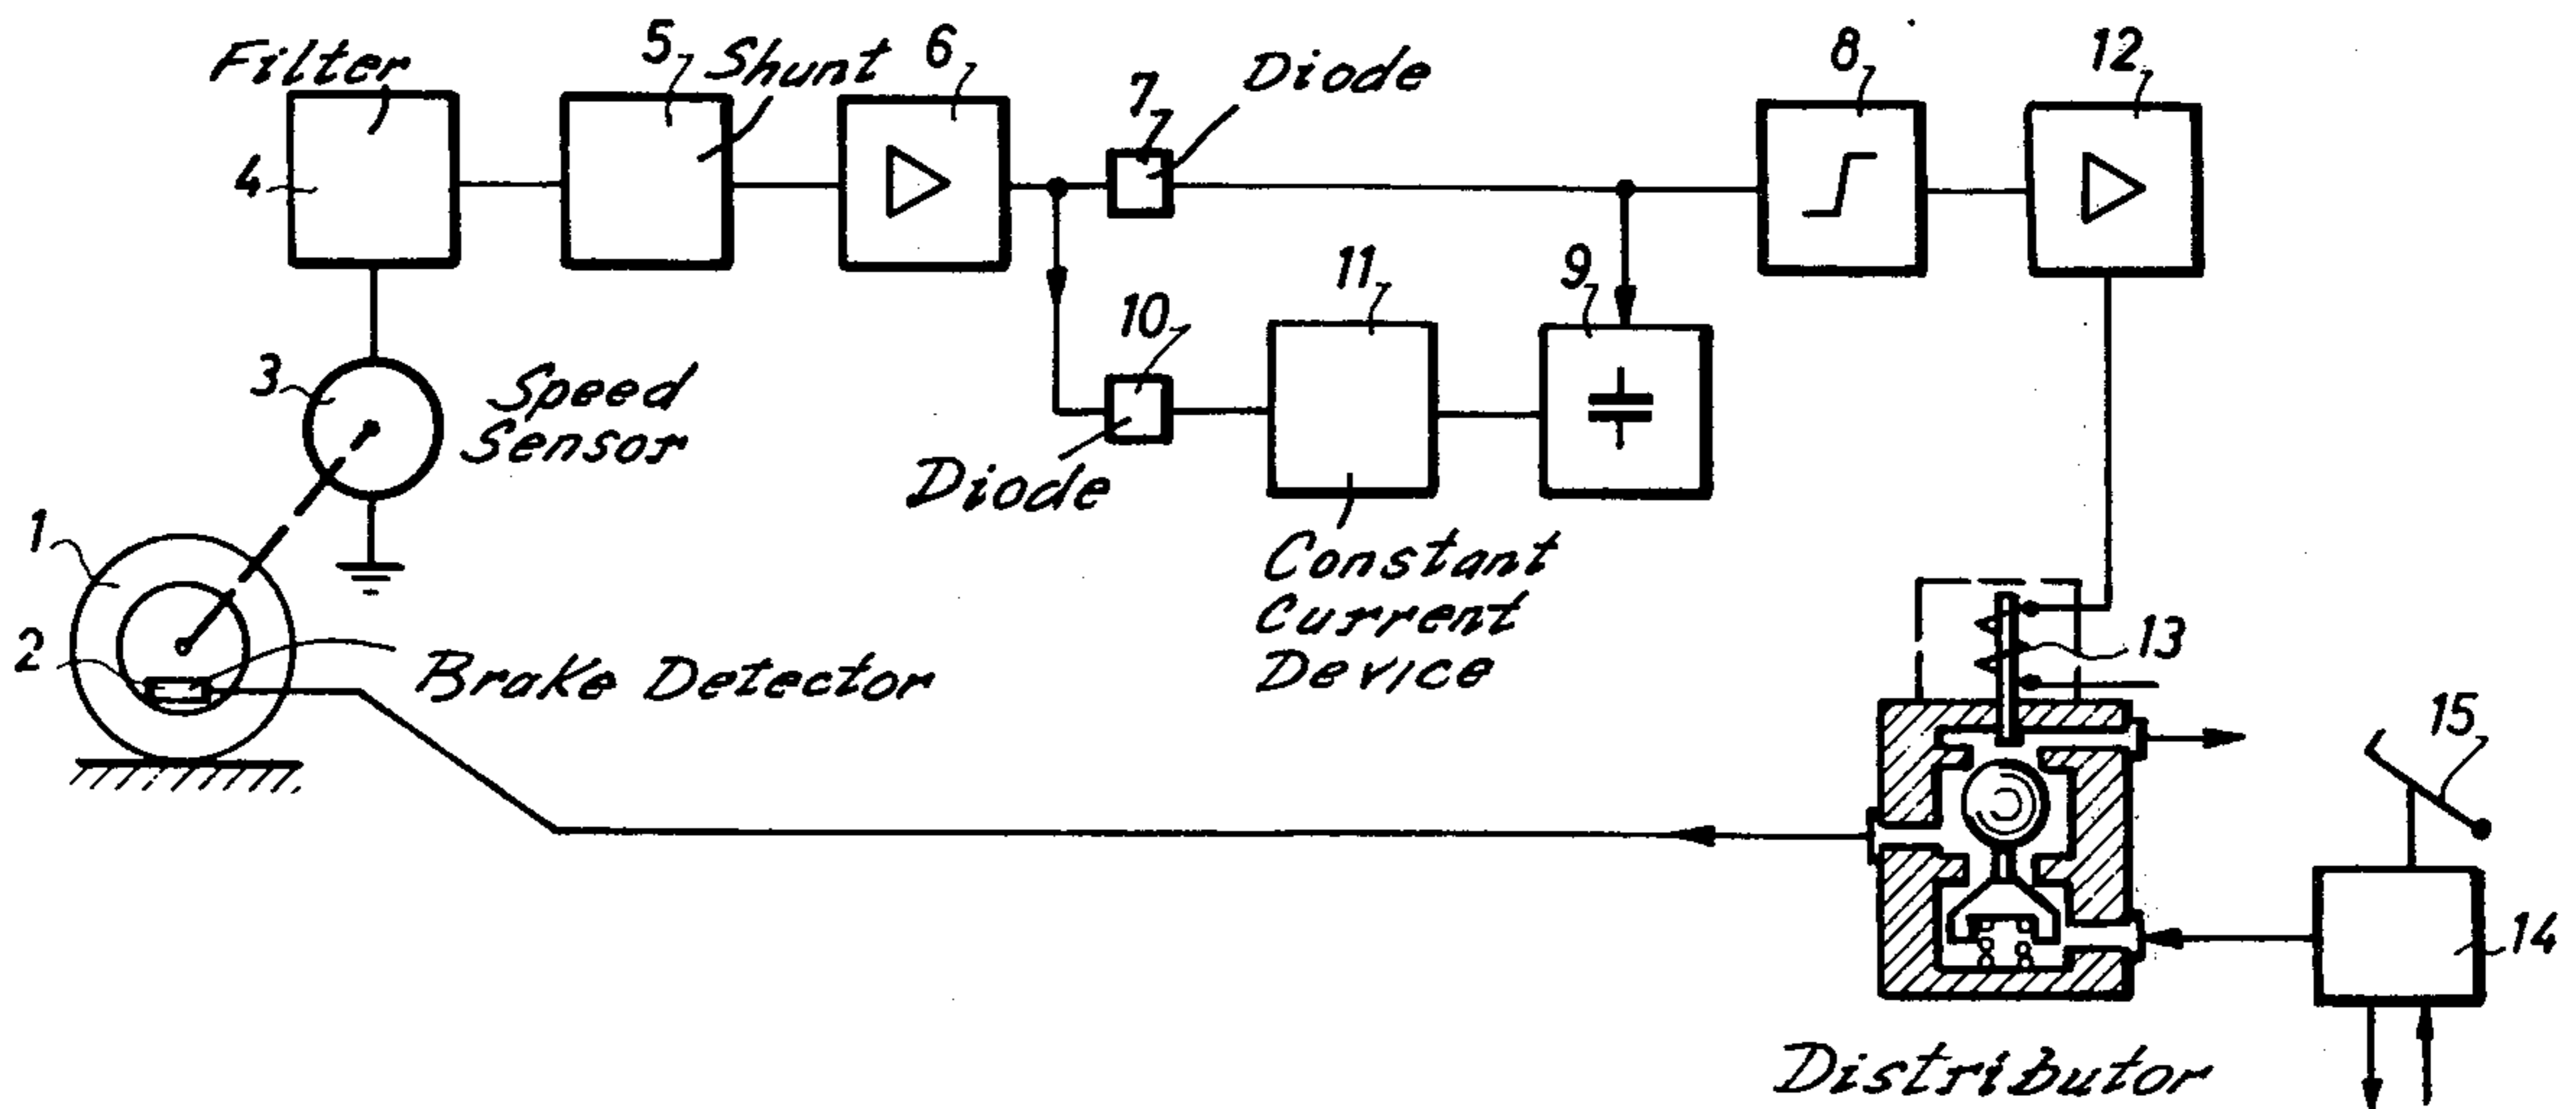 Filter
5
Shunt
6
7
Diode
8
12
4
3
Speed
Sensor
10
Diode
11
Constant
Current
Device
9
1
2
Brake Detector
13
15
14
Distributor